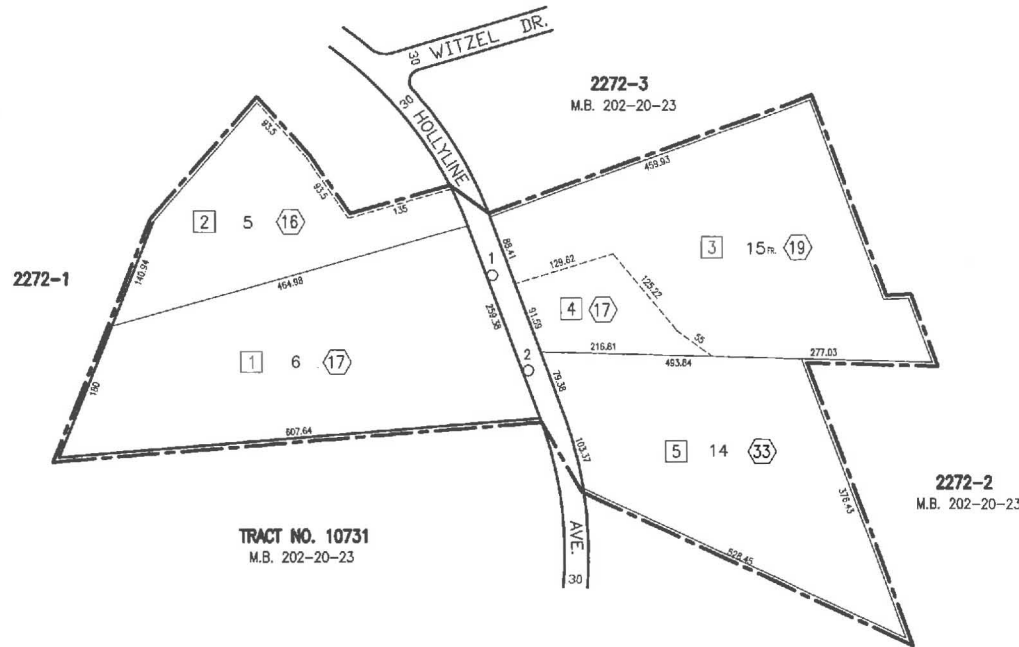 WITZEL DR.
30
30
HOLLYLINE
2272-3
M.B. 202-20-23
93.5
93.5
135
459.93
2 5 16
3 15 FR. 19
88.41
1
129.62
140.94
464.98
2272-1
125.22
4 17
259.38
91.59
55
216.61
493.84
277.03
1 6 17
2
79.38
180
607.64
103.37
5 14 33
376.43
2272-2
M.B. 202-20-23
TRACT NO. 10731
M.B. 202-20-23
AVE.
30
528.45